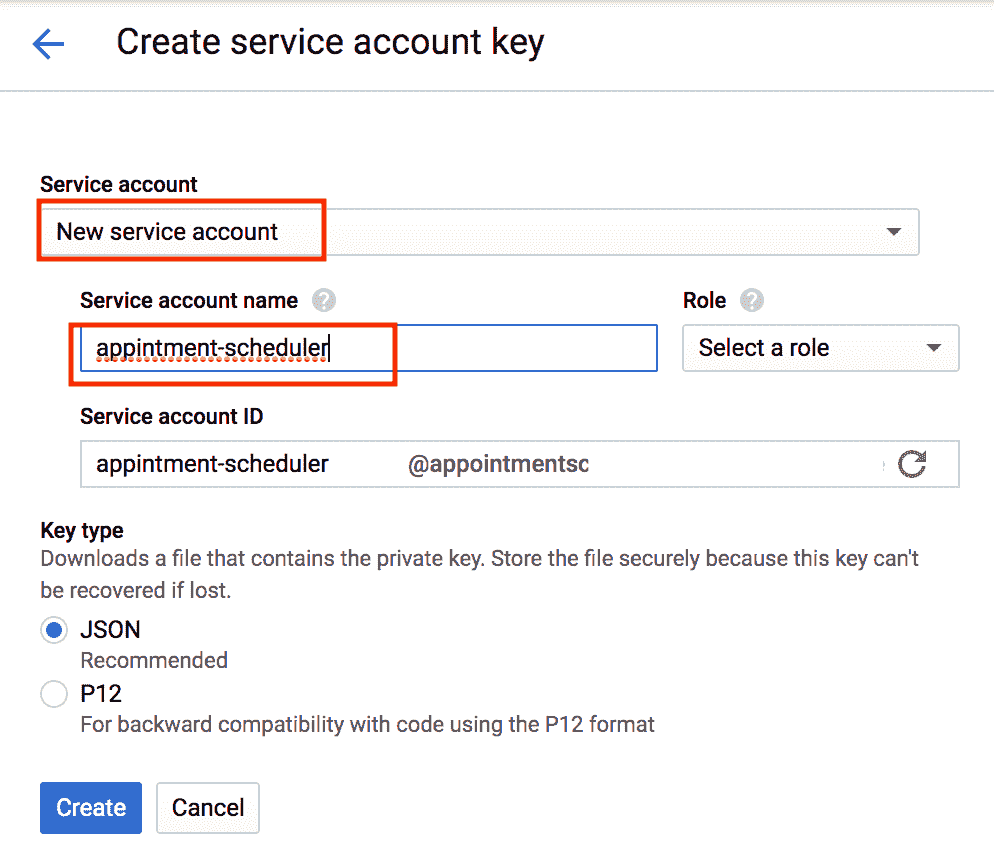 Create service account key
Service account
New service account
Service account name ?
Role ?
appintment-scheduler
Select a role
Service account ID
appintment-scheduler @appointmentsc
Key type
Downloads a file that contains the private key. Store the file securely because this key can't
be recovered if lost.
JSON
Recommended
P12
For backward compatibility with code using the P12 format
Create
Cancel